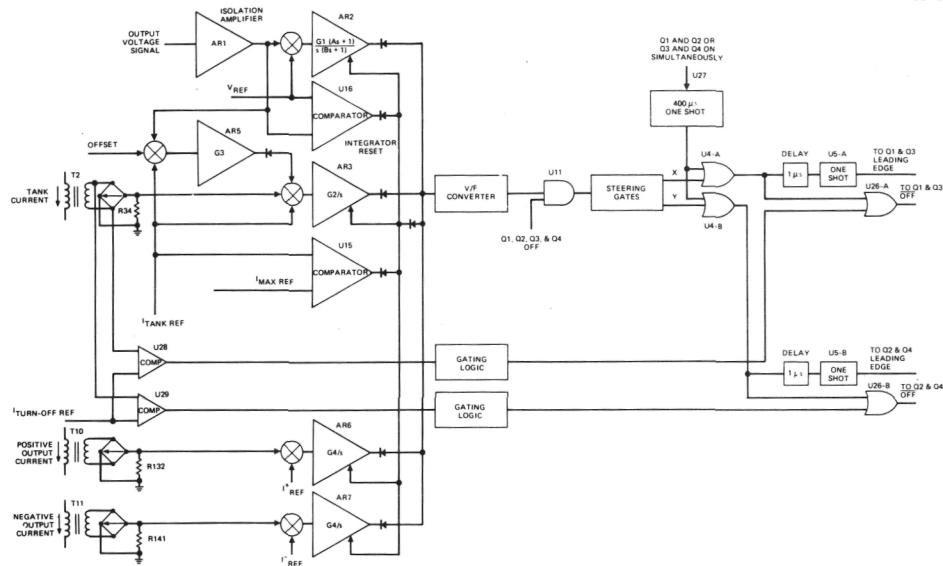 ISOLATION
AMPLIFIER
OUTPUT
VOLTAGE
SIGNAL
AR1
AR2
G1 (As + 1)
s (Bs + 1)
VREF
U16
COMPARATOR
OFFSET
AR5
G3
INTEGRATOR
RESET
TANK
CURRENT
T2
R34
AR3
G2/s
U15
COMPARATOR
IMAX REF
ITANK REF
V/F
CONVERTER
U11
Q1, Q2, Q3, & Q4
OFF
STEERING
GATES
X
Y
Q1 AND Q2 OR
Q3 AND Q4 ON
SIMULTANEOUSLY
U27
400 μs
ONE SHOT
U4-A
U4-B
DELAY
1 μs
U5-A
ONE
SHOT
TO Q1 & Q3
LEADING
EDGE
U26-A
TO Q1 & Q3
OFF
U28
COMP
GATING
LOGIC
U29
COMP
GATING
LOGIC
ITURN-OFF REF
DELAY
1 μs
U5-B
ONE
SHOT
TO Q2 & Q4
LEADING
EDGE
U26-B
TO Q2 & Q4
OFF
POSITIVE
OUTPUT
CURRENT
T10
R132
I+REF
AR6
G4/s
NEGATIVE
OUTPUT
CURRENT
T11
R141
I-REF
AR7
G4/s